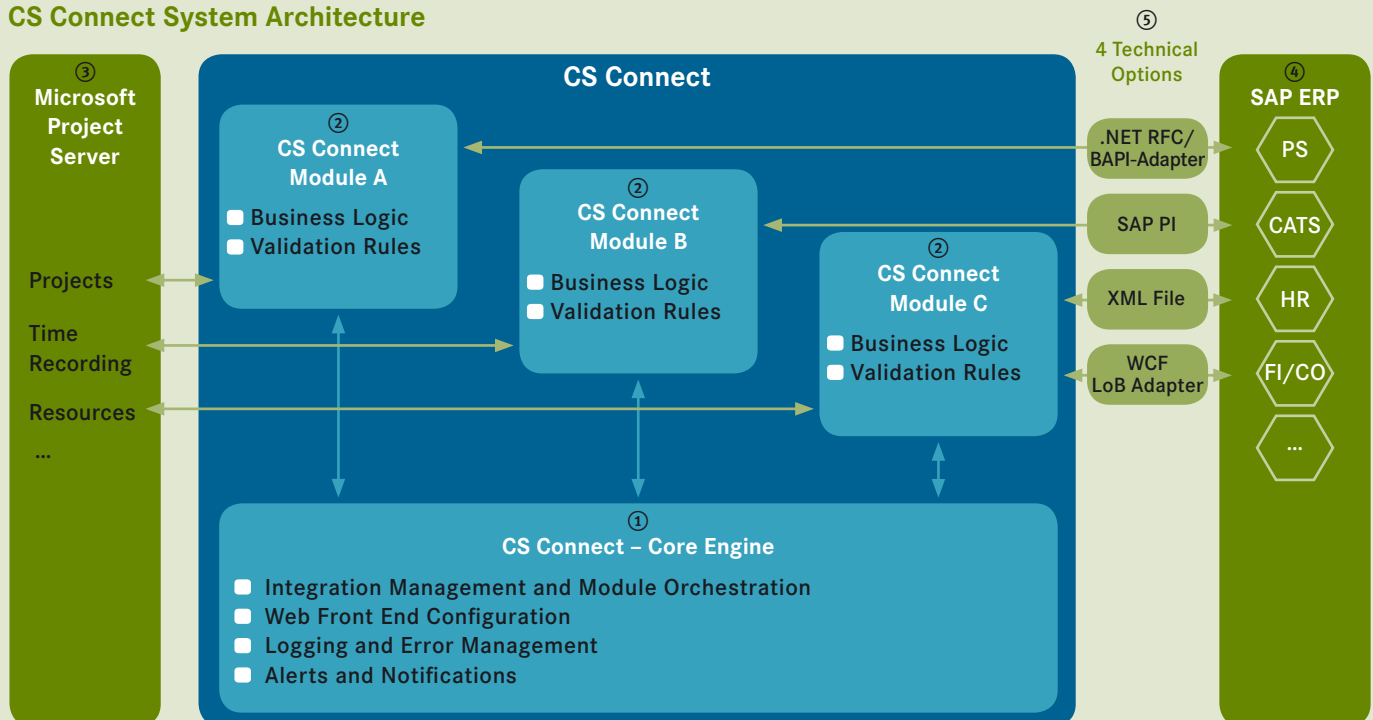 CS Connect System Architecture
③
Microsoft
Project
Server
Projects
Time
Recording
Resources
...
CS Connect
②
CS Connect
Module A
Business Logic
Validation Rules
②
CS Connect
Module B
Business Logic
Validation Rules
②
CS Connect
Module C
Business Logic
Validation Rules
①
CS Connect – Core Engine
Integration Management and Module Orchestration
Web Front End Configuration
Logging and Error Management
Alerts and Notifications
⑤
4 Technical
Options
.NET RFC/
BAPI-Adapter
SAP PI
XML File
WCF
LoB Adapter
④
SAP ERP
PS
CATS
HR
FI/CO
...